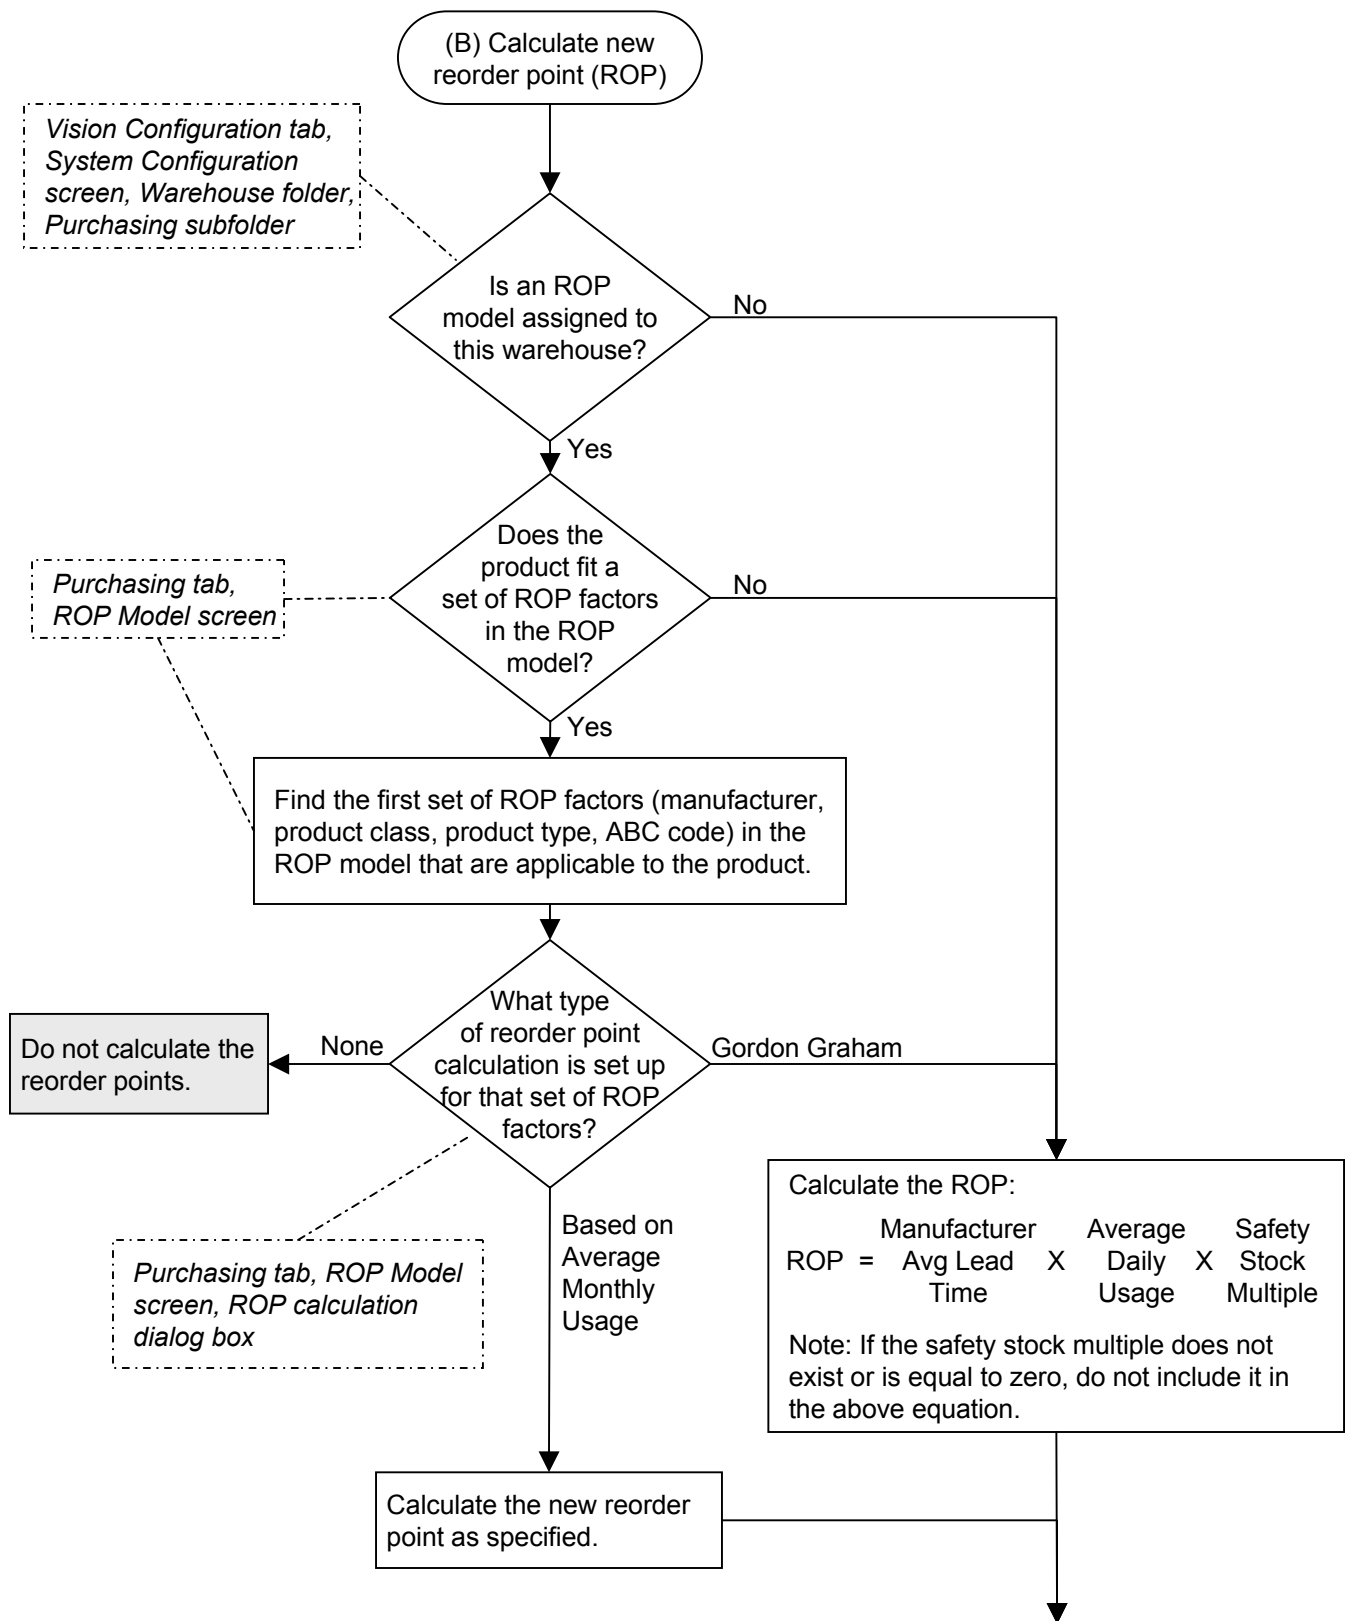 (B) Calculate new
reorder point (ROP)
Vision Configuration tab,
System Configuration
screen, Warehouse folder,
Purchasing subfolder
Is an ROP
model assigned to
this warehouse?
No
Yes
Does the
product fit a
set of ROP factors
in the ROP
model?
No
Purchasing tab,
ROP Model screen
Yes
Find the first set of ROP factors (manufacturer,
product class, product type, ABC code) in the
ROP model that are applicable to the product.
What type
of reorder point
calculation is set up
for that set of ROP
factors?
None
Do not calculate the
reorder points.
Gordon Graham
Purchasing tab, ROP Model
screen, ROP calculation
dialog box
Based on
Average
Monthly
Usage
Calculate the ROP:
Manufacturer Average Safety
ROP = Avg Lead X Daily X Stock
Time Usage Multiple
Note: If the safety stock multiple does not
exist or is equal to zero, do not include it in
the above equation.
Calculate the new reorder
point as specified.